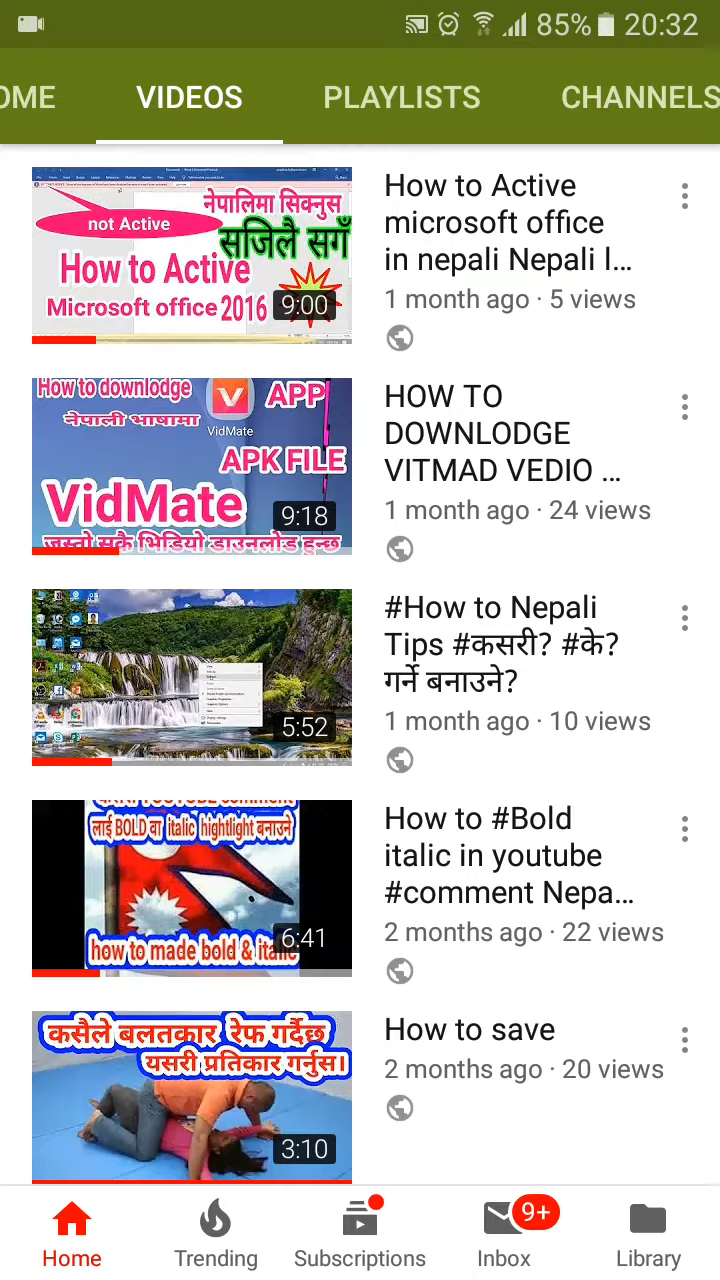 85% 20:32
OME VIDEOS PLAYLISTS CHANNELS
not Active
नेपालिमा सिक्नुस
सजिलै सगँ
How to Active
Microsoft office 2016
9:00
How to Active
microsoft office
in nepali Nepali l...
1 month ago · 5 views
How to downlodge
नेपाली भाषामा
APP
VidMate
APK FILE
VidMate
9:18
जस्तो सकै भिडियो डाउनलोड हुन्छ
HOW TO
DOWNLODGE
VITMAD VEDIO ...
1 month ago · 24 views
5:52
#How to Nepali
Tips #कसरी? #के?
गर्ने बनाउने?
1 month ago · 10 views
लाई BOLD वा italic hightlight बनाउने
6:41
how to made bold & italic
How to #Bold
italic in youtube
#comment Nepa...
2 months ago · 22 views
कसैले बलतकार रेफ गर्दैछ
यसरी प्रतिकार गर्नुस।
3:10
How to save
2 months ago · 20 views
9+
Home Trending Subscriptions Inbox Library